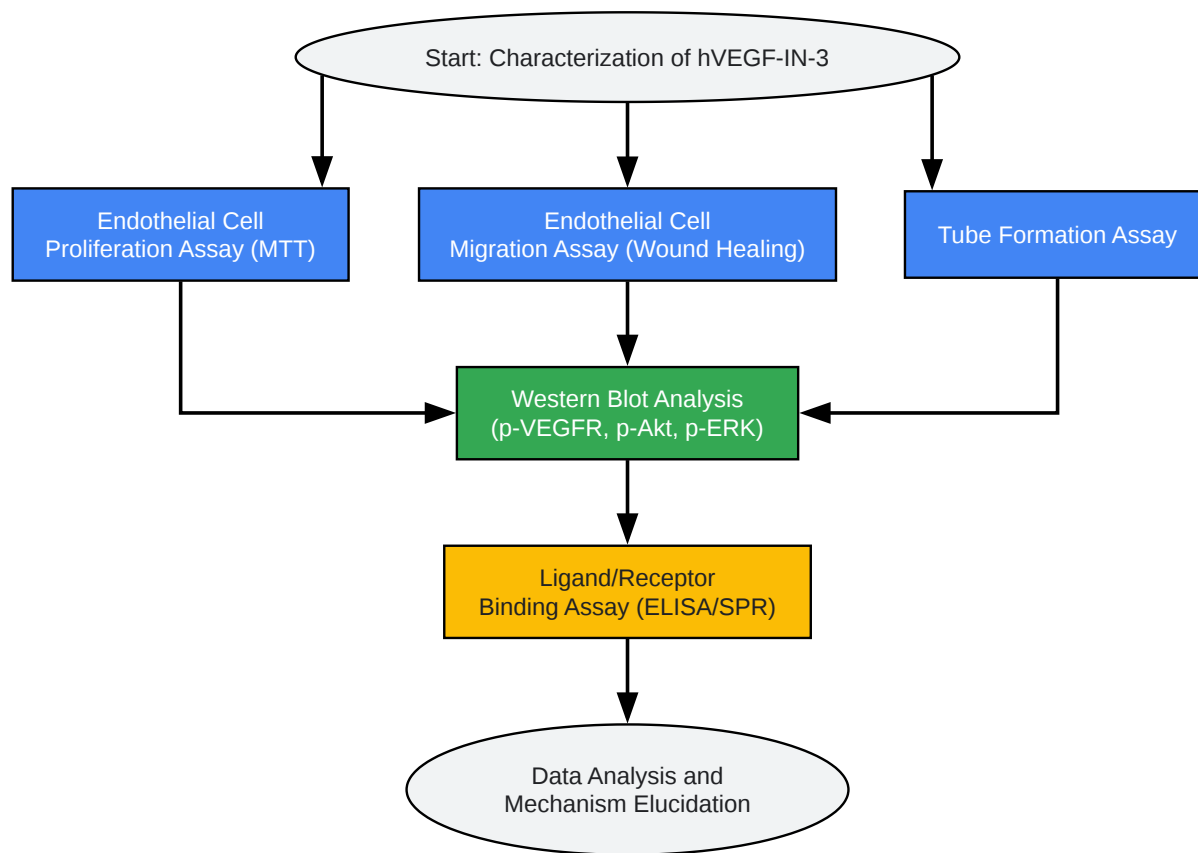 Start: Characterization of hVEGF-IN-3
Endothelial Cell
Proliferation Assay (MTT)
Endothelial Cell
Migration Assay (Wound Healing)
Tube Formation Assay
Western Blot Analysis
(p-VEGFR, p-Akt, p-ERK)
Ligand/Receptor
Binding Assay (ELISA/SPR)
Data Analysis and
Mechanism Elucidation